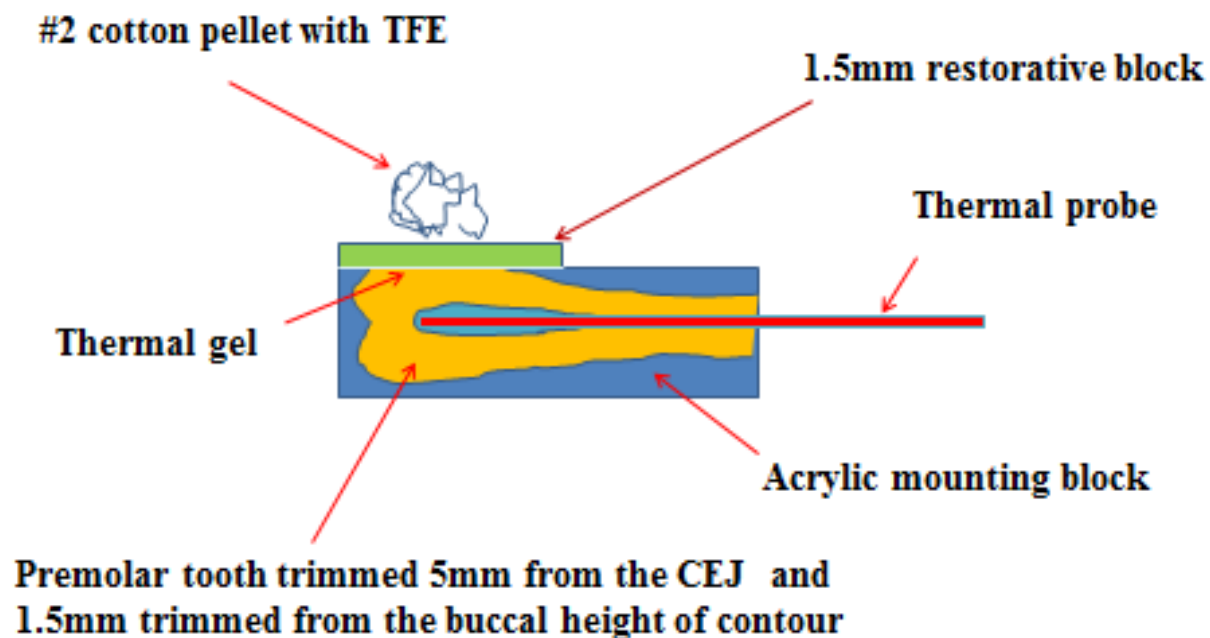 #2 cotton pellet with TFE
1.5mm restorative block
Thermal probe
Thermal gel
Acrylic mounting block
Premolar tooth trimmed 5mm from the CEJ and
1.5mm trimmed from the buccal height of contour